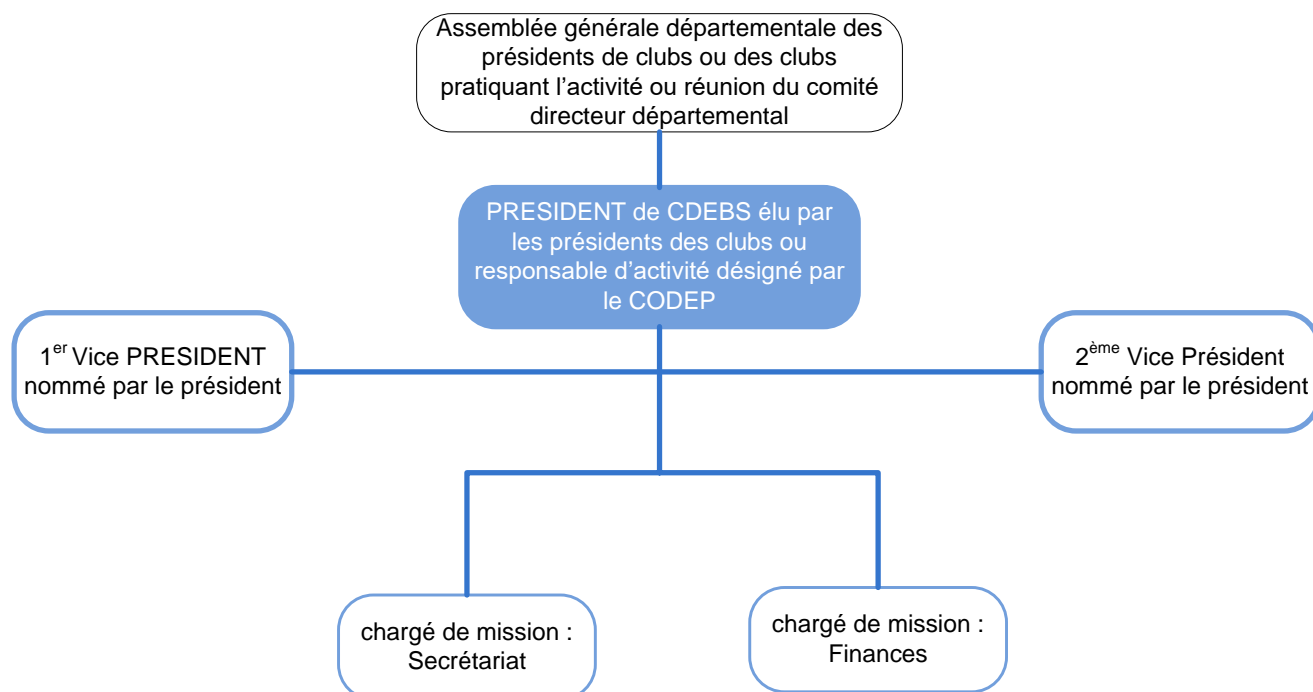 Assemblée générale départementale des
présidents de clubs ou des clubs
pratiquant l’activité ou réunion du comité
directeur départemental
PRESIDENT de CDEBS élu par
les présidents des clubs ou
responsable d’activité désigné par
le CODEP
1er Vice PRESIDENT
nommé par le président
2ème Vice Président
nommé par le président
chargé de mission :
Secrétariat
chargé de mission :
Finances